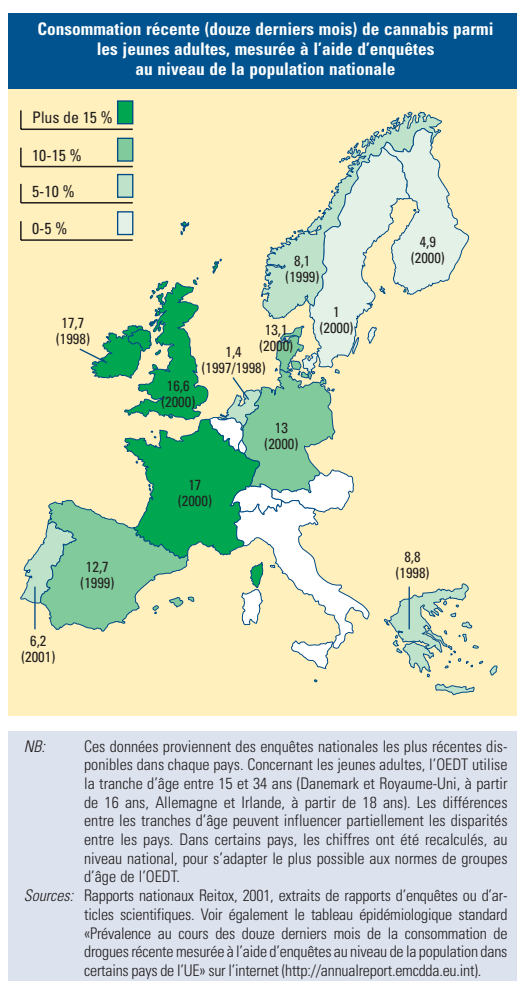 Consommation récente (douze derniers mois) de cannabis parmi
les jeunes adultes, mesurée à l'aide d'enquêtes
au niveau de la population nationale
Plus de 15 %
10-15 %
5-10 %
0-5 %
4,9
(2000)
8,1
(1999)
1
(2000)
17,7
(1998)
13,1
(2000)
1,4
(1997/1998)
16,6
(2000)
13
(2000)
17
(2000)
12,7
(1999)
8,8
(1998)
6,2
(2001)
NB: Ces données proviennent des enquêtes nationales les plus récentes dis-
ponibles dans chaque pays. Concernant les jeunes adultes, l'OEDT utilise
la tranche d'âge entre 15 et 34 ans (Danemark et Royaume-Uni, à partir
de 16 ans, Allemagne et Irlande, à partir de 18 ans). Les différences
entre les tranches d'âge peuvent influencer partiellement les disparités
entre les pays. Dans certains pays, les chiffres ont été recalculés, au
niveau national, pour s'adapter le plus possible aux normes de groupes
d'âge de l'OEDT.
Sources: Rapports nationaux Reitox, 2001, extraits de rapports d'enquêtes ou d'ar-
ticles scientifiques. Voir également le tableau épidémiologique standard
«Prévalence au cours des douze derniers mois de la consommation de
drogues récente mesurée à l'aide d'enquêtes au niveau de la population dans
certains pays de l'UE» sur l'internet (http://annualreport.emcdda.eu.int).